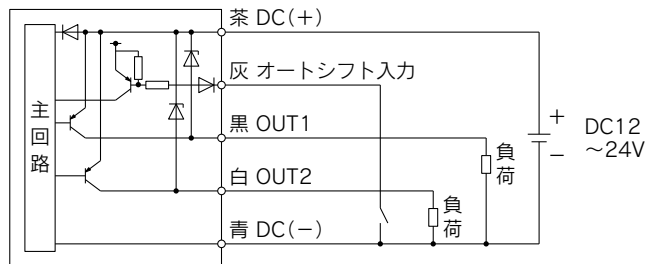 茶 DC(+)
灰 オートシフト入力
主回路
黒 OUT1
負荷
+
−
DC12
～24V
白 OUT2
負荷
青 DC(−)